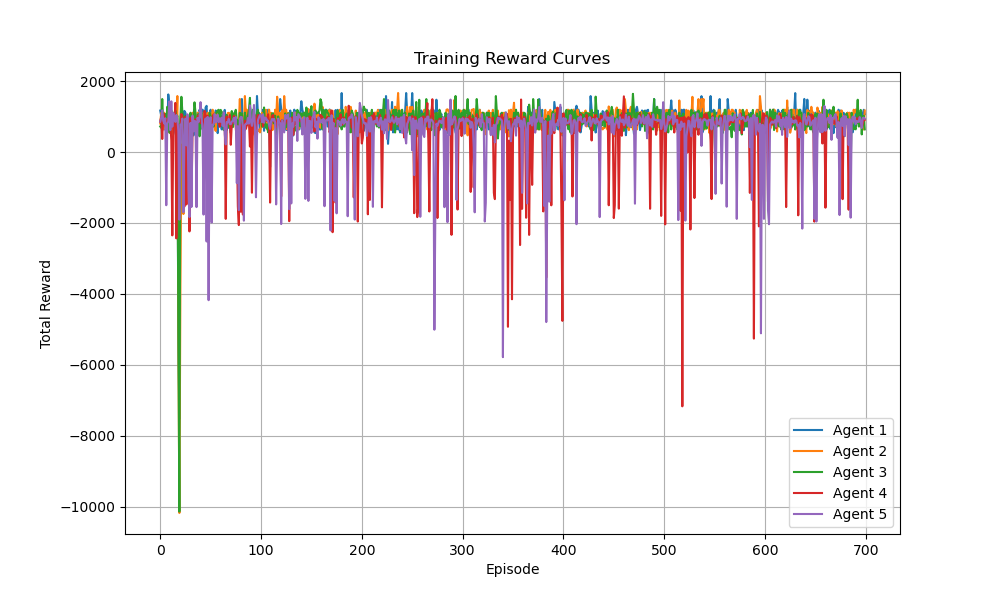 Training Reward Curves
2000
0
−2000
−4000
−6000
−8000
−10000
Total Reward
0 100 200 300 400 500 600 700
Episode
Agent 1
Agent 2
Agent 3
Agent 4
Agent 5